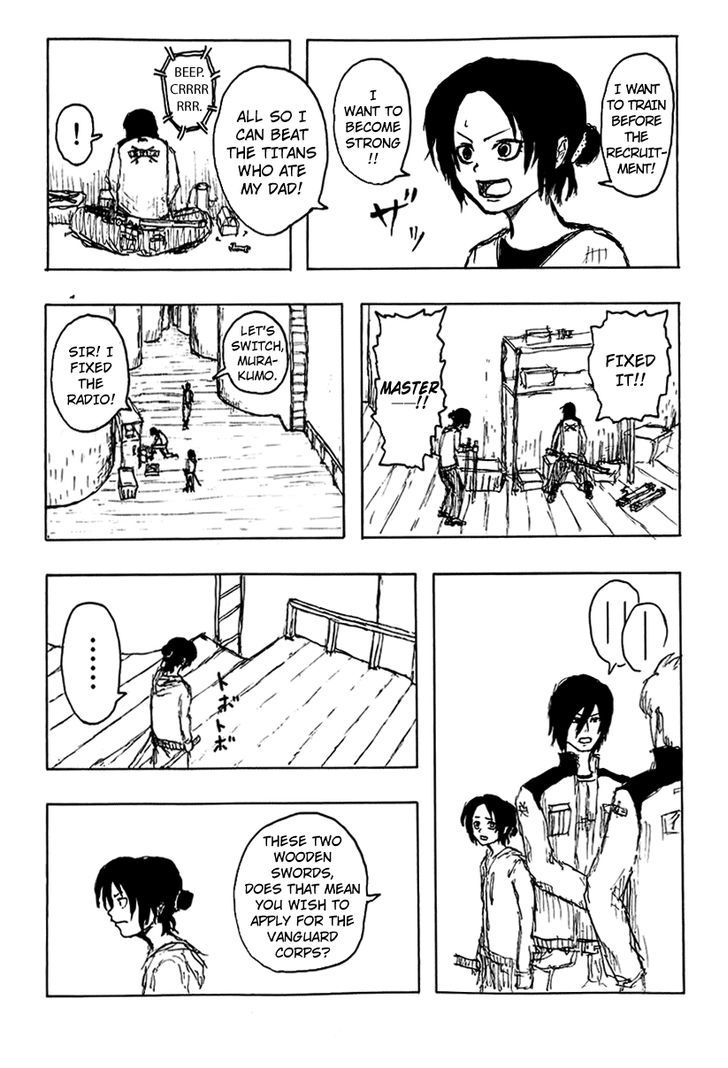 I WANT
TO TRAIN
BEFORE
THE
RECRUIT-
MENT!
I
WANT TO
BECOME
STRONG
!!
ザッ
ALL SO I
CAN BEAT
THE TITANS
WHO ATE
MY DAD!
BEEP.
CRRRR
RRR.
!
FIXED
IT!!
MASTER
!!
LET'S
SWITCH,
MURA-
KUMO.
SIR! I
FIXED
THE
RADIO!
トボトボ
......
THESE TWO
WOODEN
SWORDS,
DOES THAT MEAN
YOU WISH TO
APPLY FOR THE
VANGUARD
CORPS?